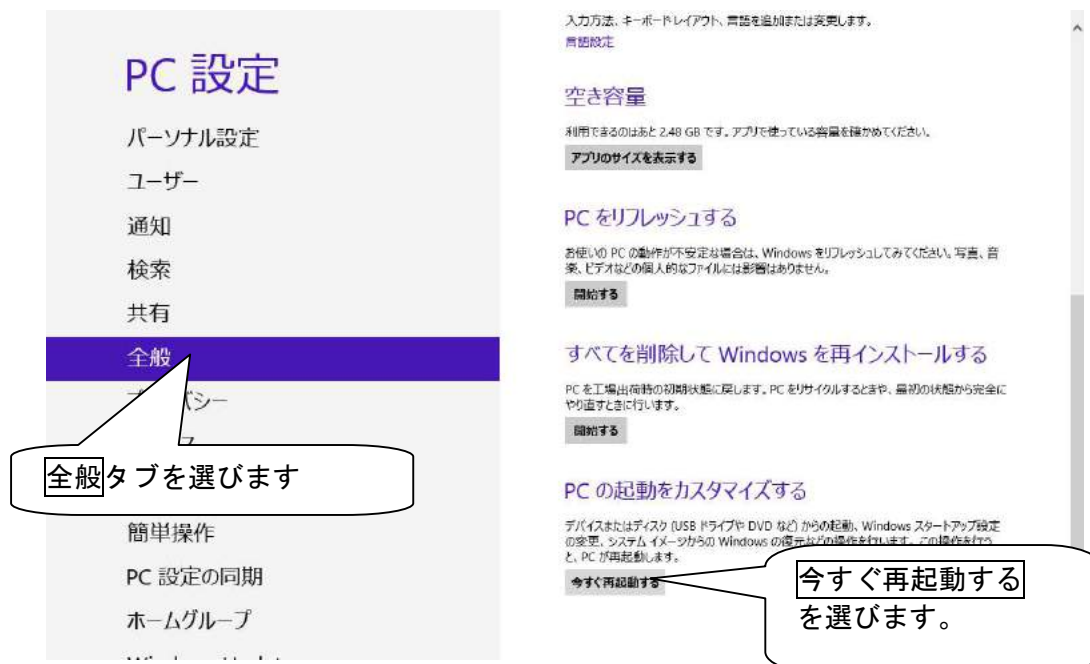 PC 設定
パーソナル設定
ユーザー
通知
検索
共有
全般
全般タブを選びます
簡単操作
PC 設定の同期
ホームグループ
入力方法、キーボード レイアウト、言語を追加または変更します。
言語設定
空き容量
利用できるのはあと 2.48 GB です。アプリで使っている容量を確かめてください。
アプリのサイズを表示する
PC をリフレッシュする
お使いの PC の動作が不安定な場合は、Windows をリフレッシュしてみてください。写真、音
楽、ビデオなどの個人的なファイルには影響はありません。
開始する
すべてを削除して Windows を再インストールする
PC を工場出荷時の初期状態に戻します。PC をリサイクルするときや、最初の状態から完全に
やり直すときに行います。
開始する
PC の起動をカスタマイズする
デバイスまたはディスク (USB ドライブや DVD など) からの起動、Windows スタートアップ設定
の変更、システム イメージからの Windows の復元などの操作を行います。この操作を行う
と、PC が再起動します。
今すぐ再起動する
今すぐ再起動する
を選びます。